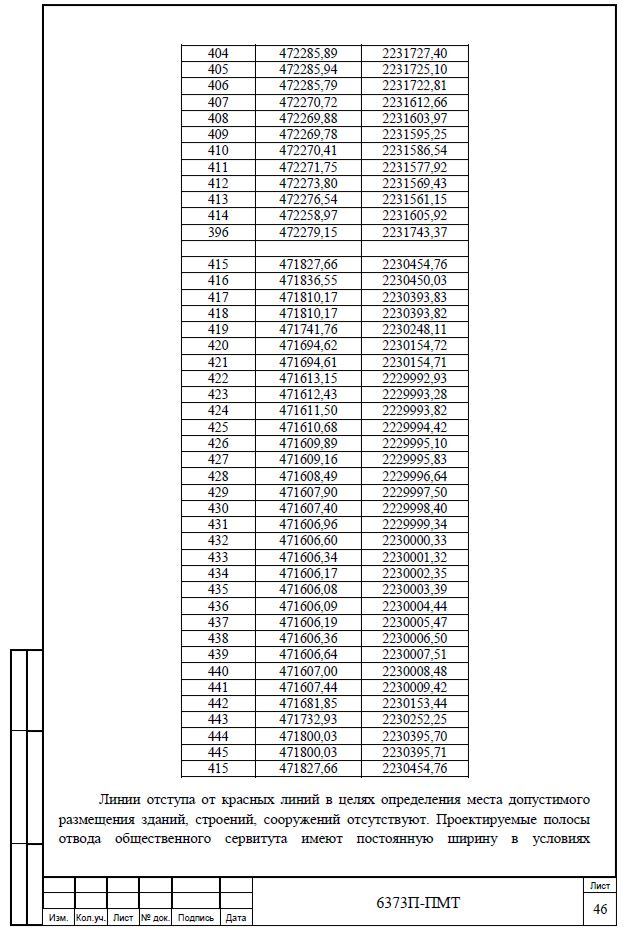 404 472285,89 2231727,40
405 472285,94 2231725,10
406 472285,79 2231722,81
407 472270,72 2231612,66
408 472269,88 2231603,97
409 472269,78 2231595,25
410 472270,41 2231586,54
411 472271,75 2231577,92
412 472273,80 2231569,43
413 472276,54 2231561,15
414 472258,97 2231605,92
396 472279,15 2231743,37
415 471827,66 2230454,76
416 471836,55 2230450,03
417 471810,17 2230393,83
418 471810,17 2230393,82
419 471741,76 2230248,11
420 471694,62 2230154,72
421 471694,61 2230154,71
422 471613,15 2229992,93
423 471612,43 2229993,28
424 471611,50 2229993,82
425 471610,68 2229994,42
426 471609,89 2229995,10
427 471609,16 2229995,83
428 471608,49 2229996,64
429 471607,90 2229997,50
430 471607,40 2229998,40
431 471606,96 2229999,34
432 471606,60 2230000,33
433 471606,34 2230001,32
434 471606,17 2230002,35
435 471606,08 2230003,39
436 471606,09 2230004,44
437 471606,19 2230005,47
438 471606,36 2230006,50
439 471606,64 2230007,51
440 471607,00 2230008,48
441 471607,44 2230009,42
442 471681,85 2230153,44
443 471732,93 2230252,25
444 471800,03 2230395,70
445 471800,03 2230395,71
415 471827,66 2230454,76
Линии отступа от красных линий в целях определения места допустимого
размещения зданий, строений, сооружений отсутствуют. Проектируемые полосы
отвода общественного сервитута имеют постоянную ширину в условиях
6373П-ПМТ
Лист
46
Изм. Кол.уч. Лист № док. Подпись Дата